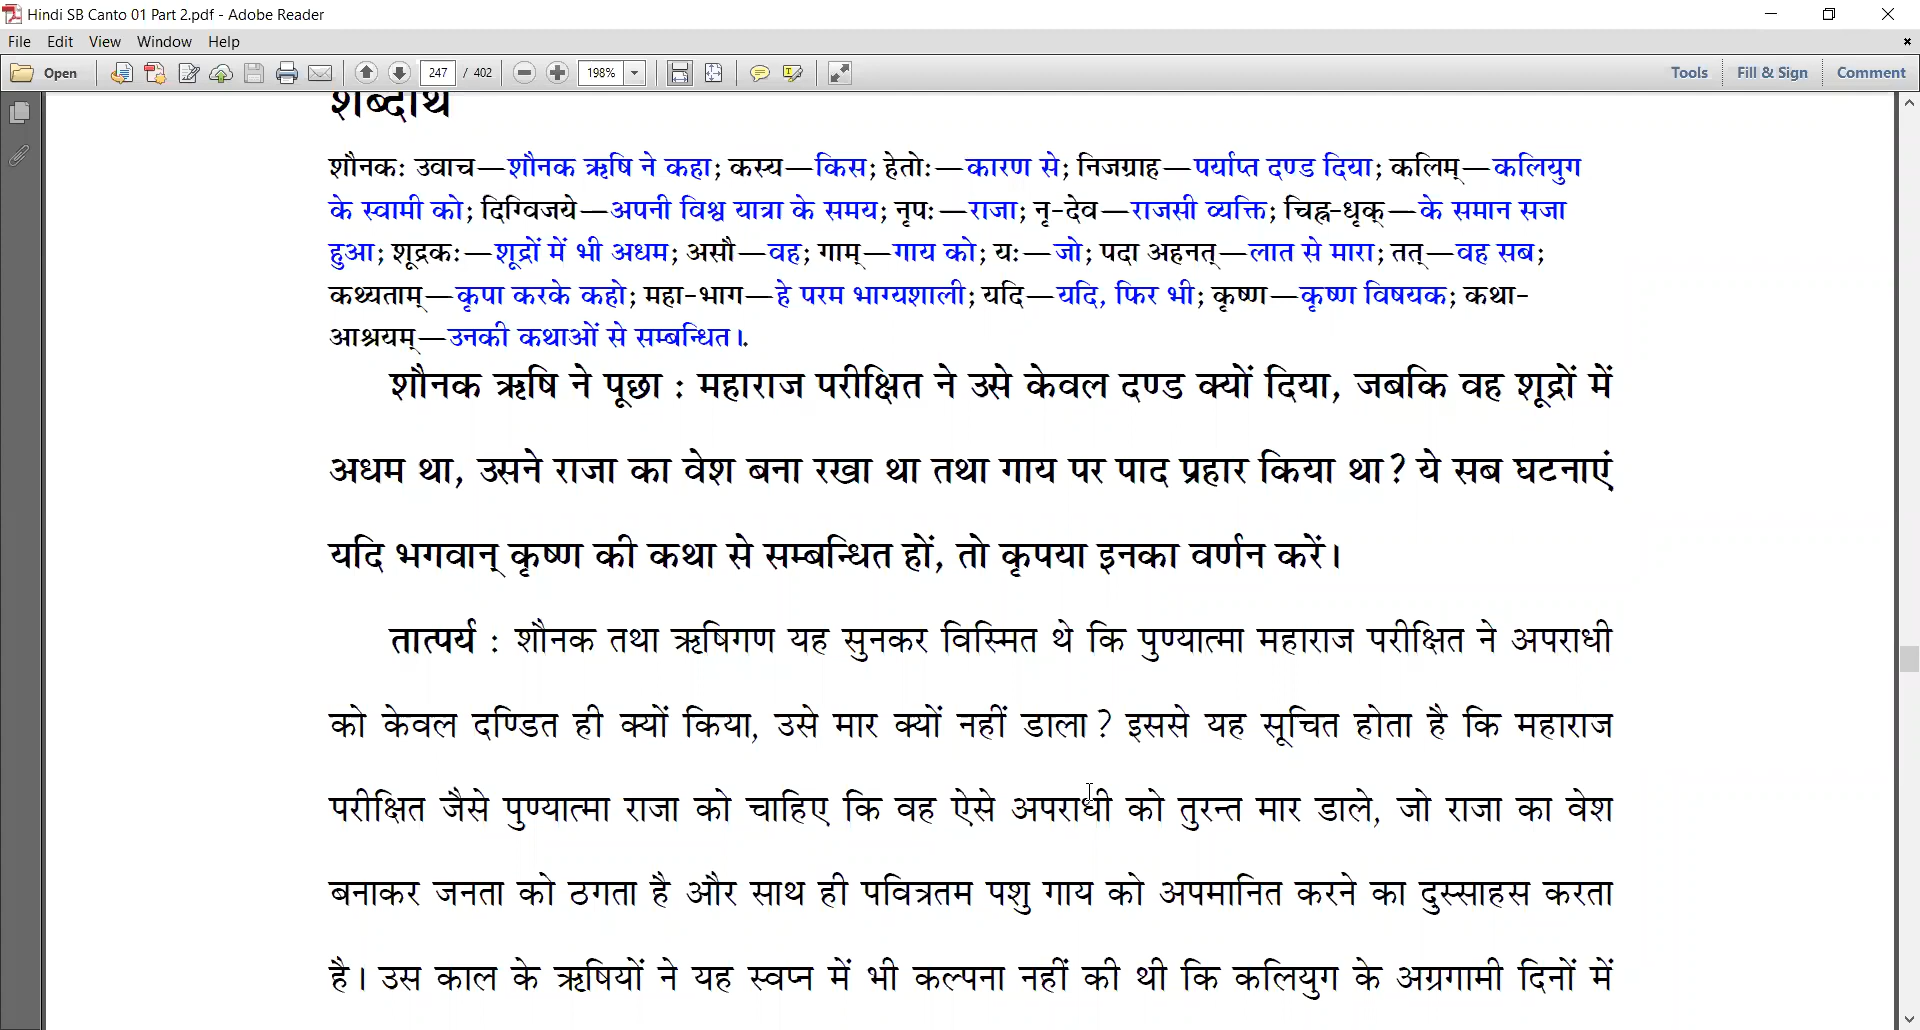 Hindi SB Canto 01 Part 2.pdf - Adobe Reader
File Edit View Window Help
Open 247 / 402 198% Tools Fill & Sign Comment
शब्दार्थ
शौनकः उवाच—शौनक ऋषि ने कहा; कस्य—किस; हेतोः—कारण से; निजग्राह—पर्याप्त दण्ड दिया; कलिम्—कलियुग
के स्वामी को; दिग्विजये—अपनी विश्व यात्रा के समय; नृपः—राजा; नृ-देव—राजसी व्यक्ति; चिह्न-धृक्—के समान सजा
हुआ; शूद्रकः—शूद्रों में भी अधम; असौ—वह; गाम्—गाय को; यः—जो; पदा अहनत्—लात से मारा; तत्—वह सब;
कथ्यताम्—कृपा करके कहो; महा-भाग—हे परम भाग्यशाली; यदि—यदि, फिर भी; कृष्ण—कृष्ण विषयक; कथा-
आश्रयम्—उनकी कथाओं से सम्बन्धित।.
शौनक ऋषि ने पूछा : महाराज परीक्षित ने उसे केवल दण्ड क्यों दिया, जबकि वह शूद्रों में
अधम था, उसने राजा का वेश बना रखा था तथा गाय पर पाद प्रहार किया था? ये सब घटनाएं
यदि भगवान् कृष्ण की कथा से सम्बन्धित हों, तो कृपया इनका वर्णन करें।
तात्पर्य : शौनक तथा ऋषिगण यह सुनकर विस्मित थे कि पुण्यात्मा महाराज परीक्षित ने अपराधी
को केवल दण्डित ही क्यों किया, उसे मार क्यों नहीं डाला? इससे यह सूचित होता है कि महाराज
परीक्षित जैसे पुण्यात्मा राजा को चाहिए कि वह ऐसे अपराधी को तुरन्त मार डाले, जो राजा का वेश
बनाकर जनता को ठगता है और साथ ही पवित्रतम पशु गाय को अपमानित करने का दुस्साहस करता
है। उस काल के ऋषियों ने यह स्वप्न में भी कल्पना नहीं की थी कि कलियुग के अग्रगामी दिनों में